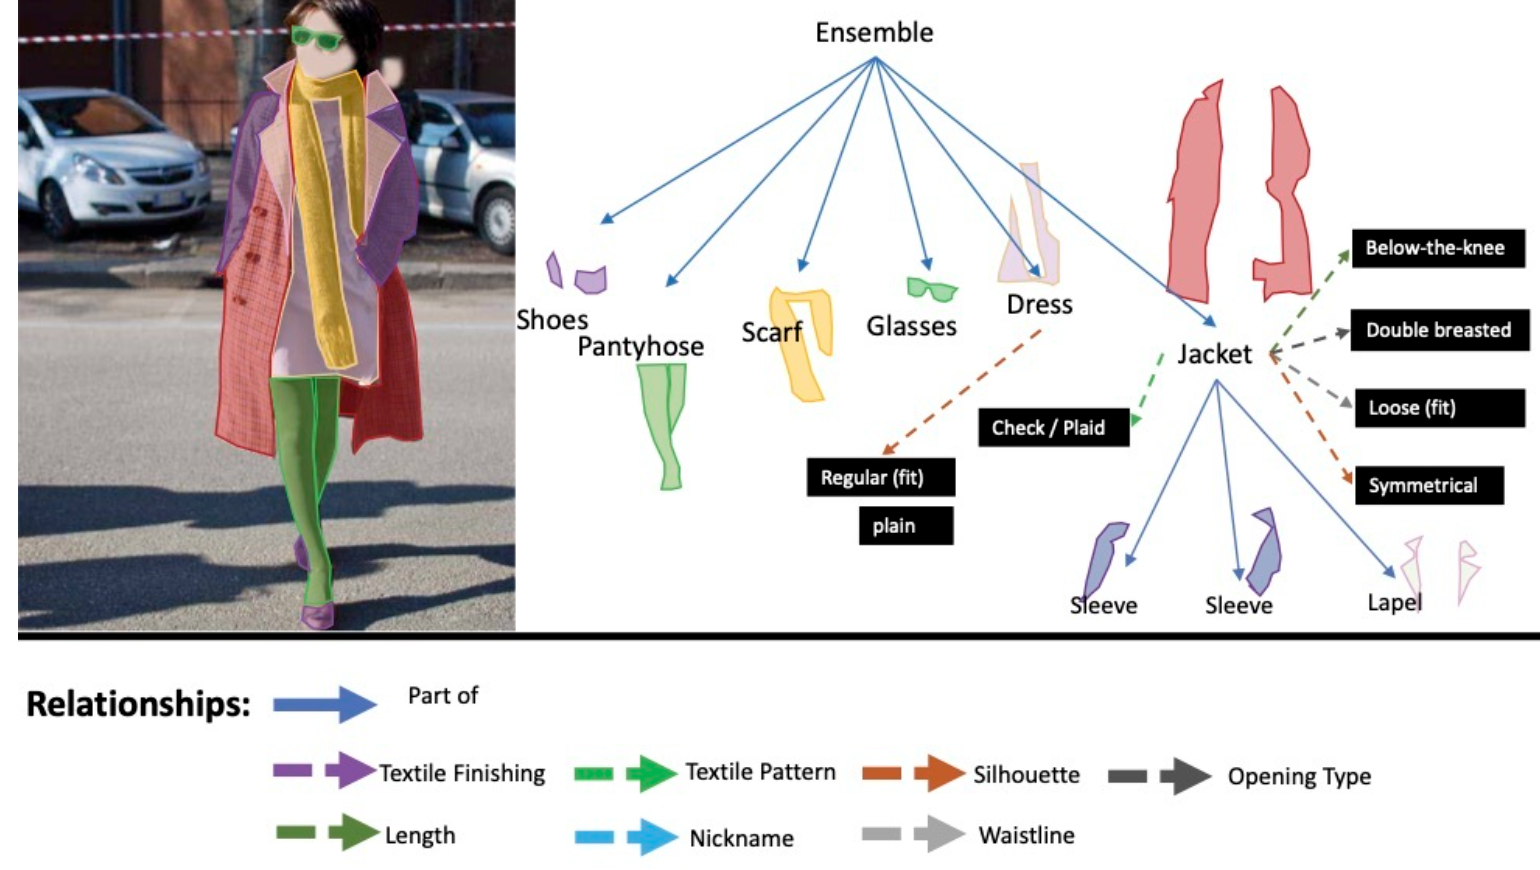 Ensemble
Below-the-knee
Shoes
Pantyhose
Scarf
Glasses
Dress
Double breasted
Jacket
Loose (fit)
Check / Plaid
Regular (fit)
Symmetrical
plain
Sleeve
Sleeve
Lapel
Relationships:
Part of
Textile Finishing
Textile Pattern
Silhouette
Opening Type
Length
Nickname
Waistline